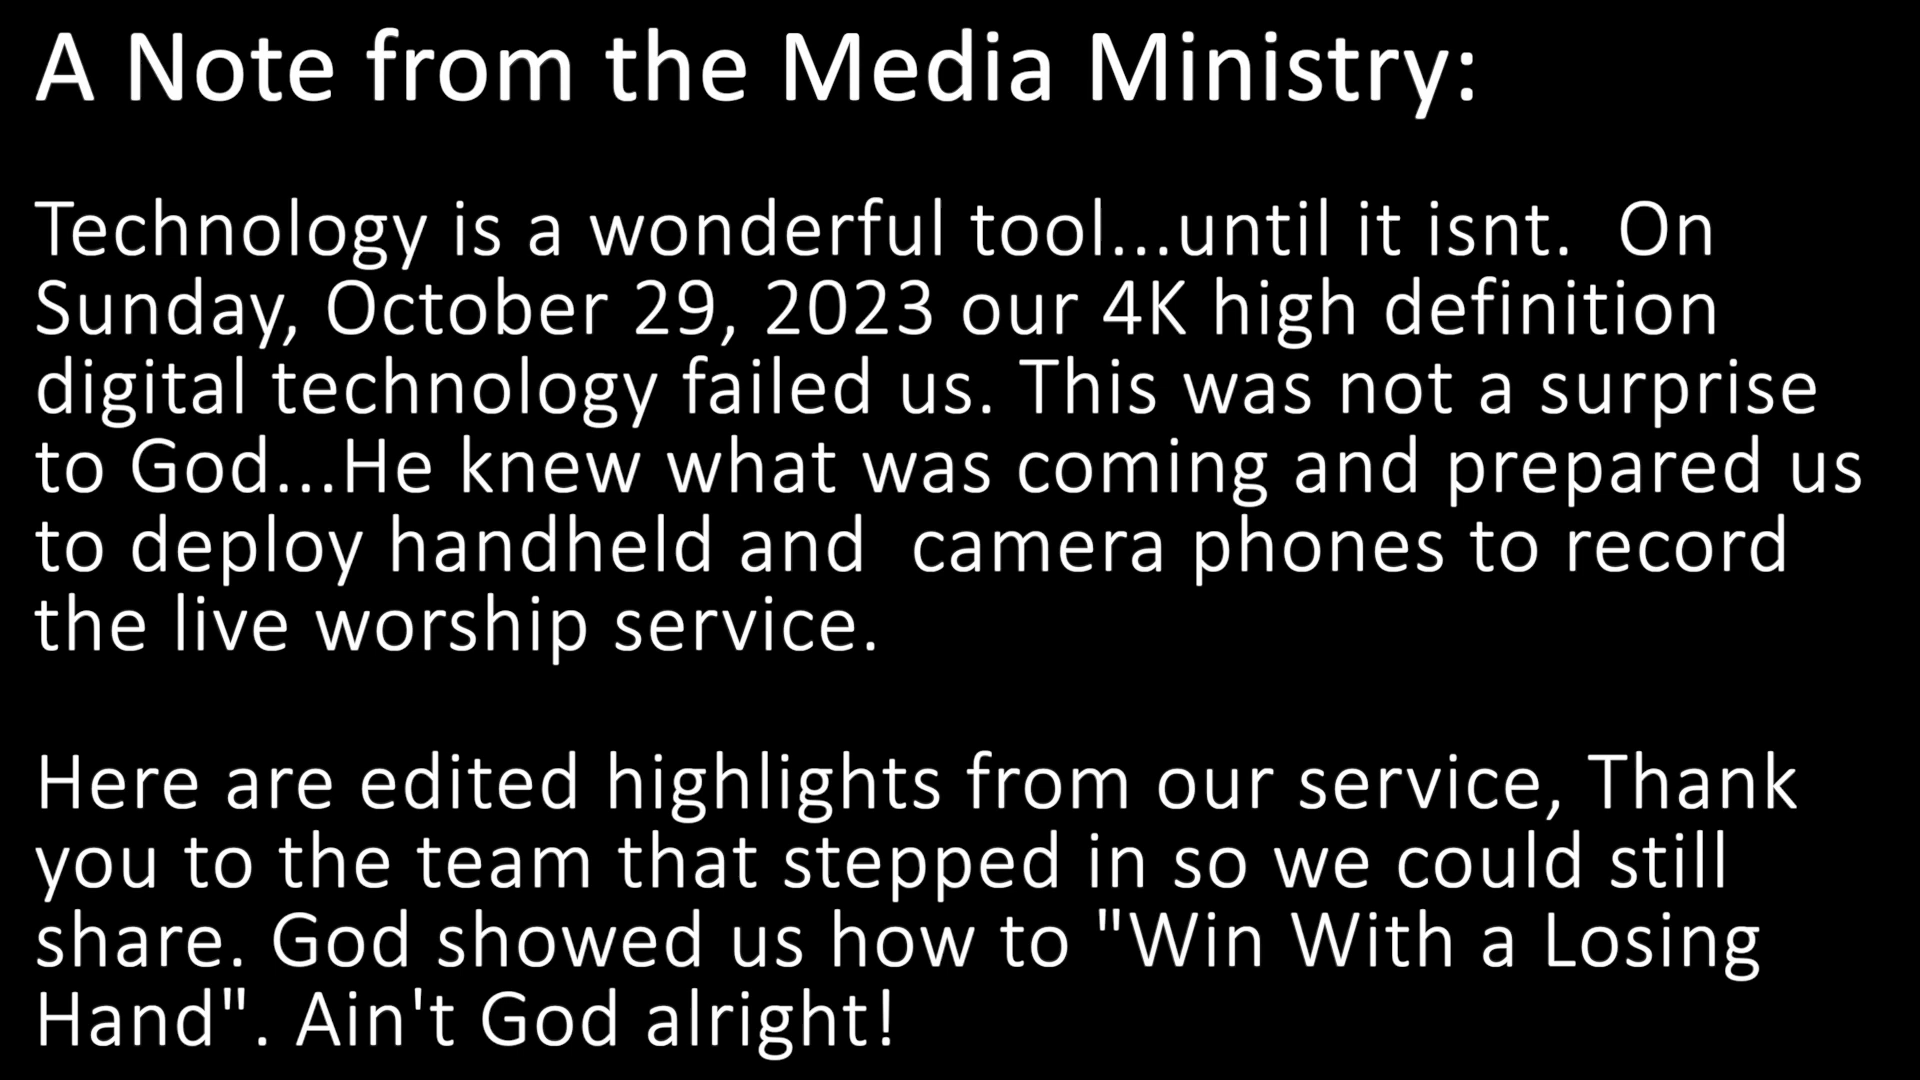 A Note from the Media Ministry:
Technology is a wonderful tool...until it isnt.  On
Sunday, October 29, 2023 our 4K high definition
digital technology failed us. This was not a surprise
to God...He knew what was coming and prepared us
to deploy handheld and  camera phones to record
the live worship service.
Here are edited highlights from our service, Thank
you to the team that stepped in so we could still
share. God showed us how to "Win With a Losing
Hand". Ain't God alright!